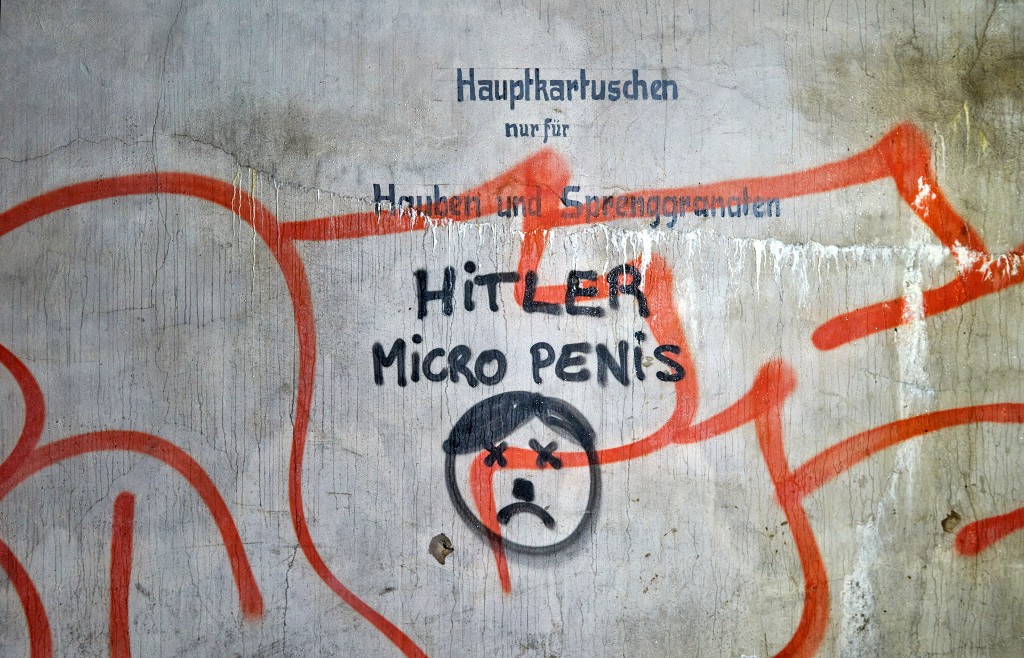 Hauptkartuschen
nur für
Hauben und Sprenggranaten
HiTLER
MiCRO PENiS